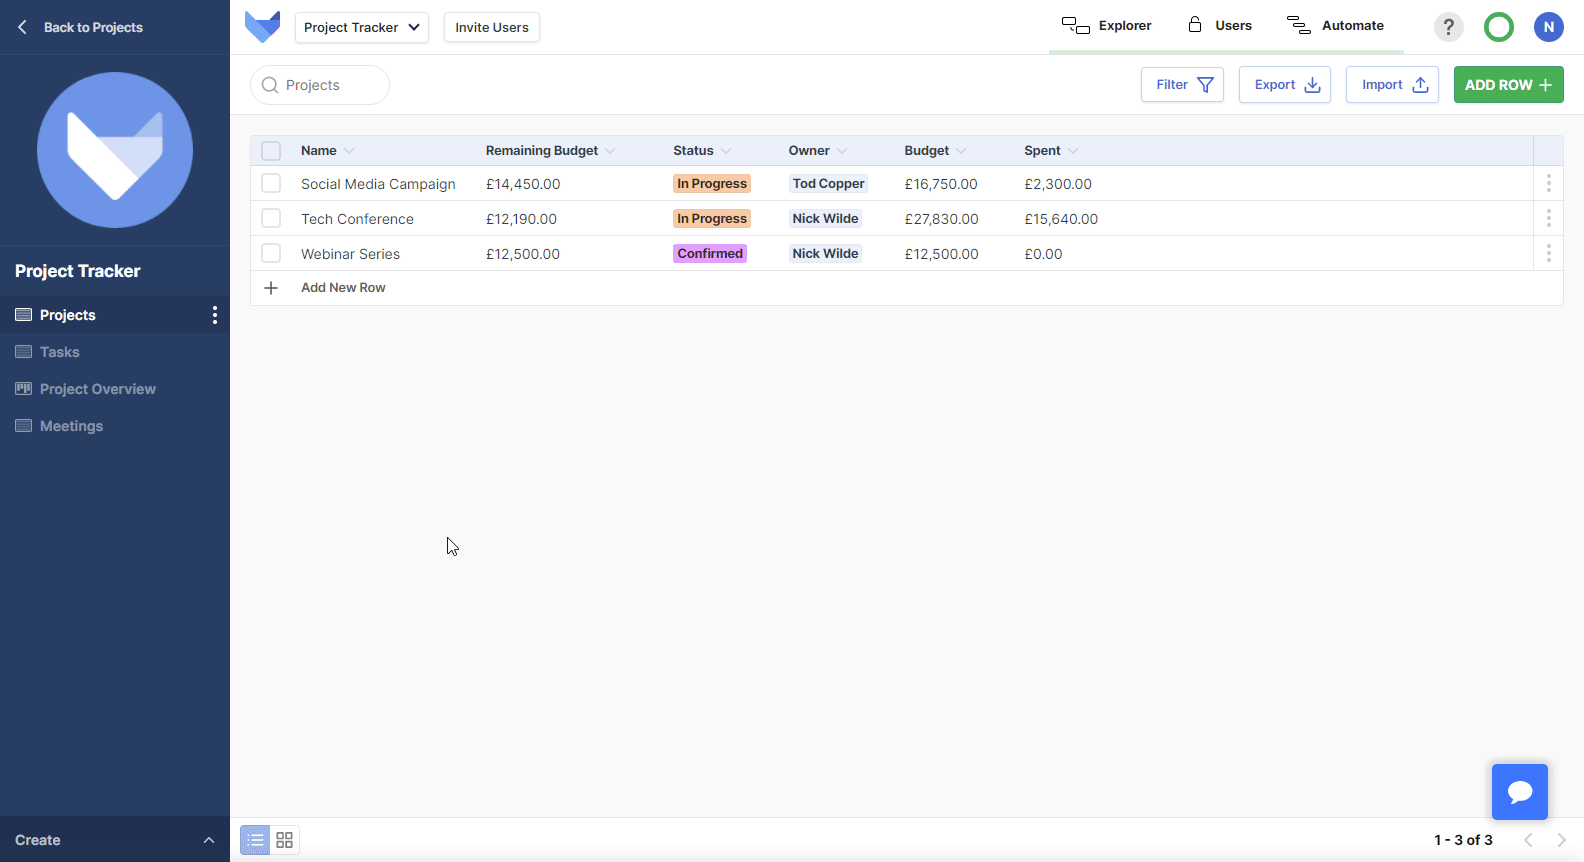 Back to Projects
Project Tracker
Invite Users
Explorer
Users
Automate
?
N
Projects
Filter
Export
Import
ADD ROW
Name Remaining Budget Status Owner Budget Spent
Social Media Campaign £14,450.00 In Progress Tod Copper £16,750.00 £2,300.00
Tech Conference £12,190.00 In Progress Nick Wilde £27,830.00 £15,640.00
Webinar Series £12,500.00 Confirmed Nick Wilde £12,500.00 £0.00
Add New Row
Project Tracker
Projects
Tasks
Project Overview
Meetings
Create
1 - 3 of 3